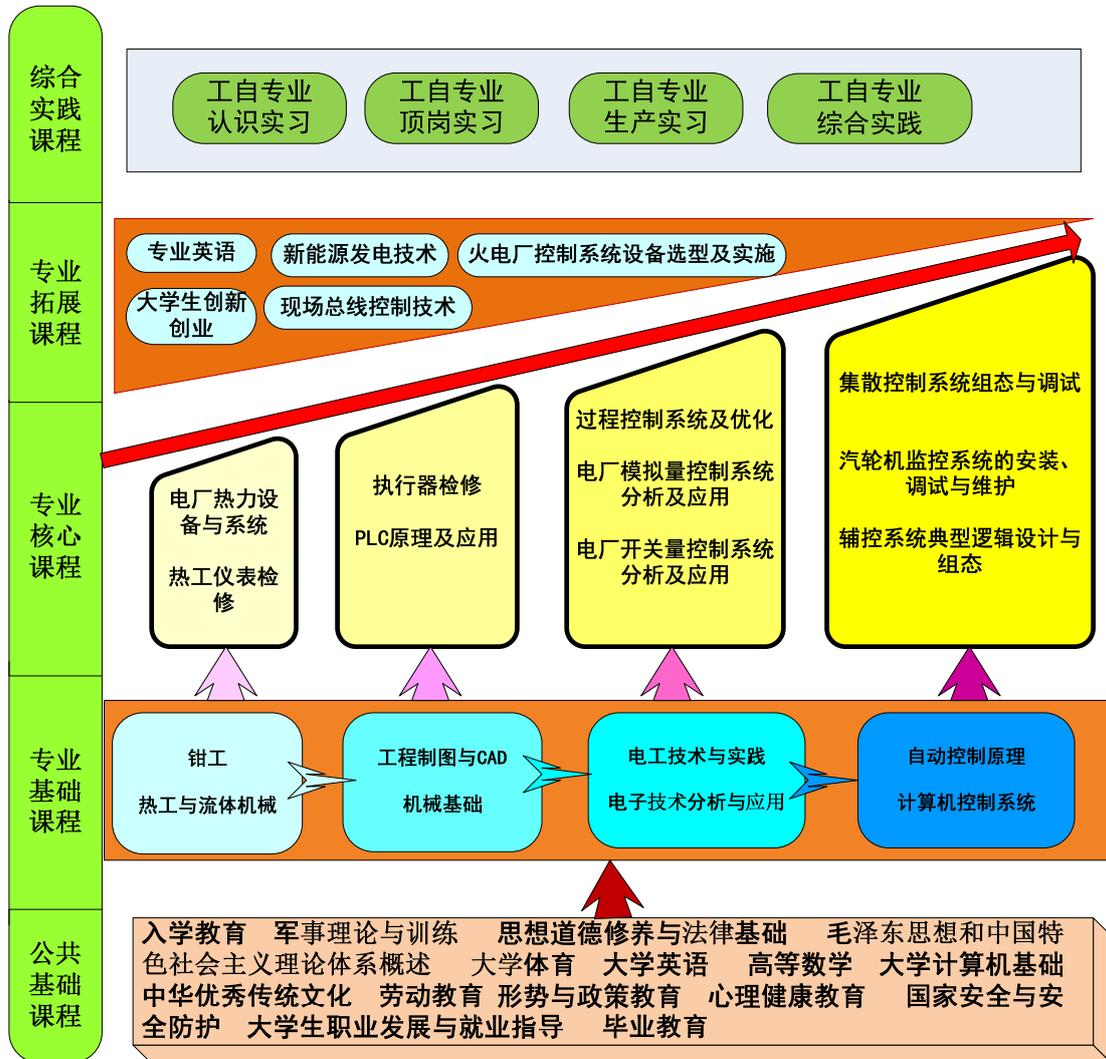 综合
实践
课程
工自专业
认识实习
工自专业
顶岗实习
工自专业
生产实习
工自专业
综合实践
专业
拓展
课程
专业英语
新能源发电技术
火电厂控制系统设备选型及实施
大学生创新
创业
现场总线控制技术
专业
核心
课程
电厂热力设
备与系统
热工仪表检
修
执行器检修
PLC原理及应用
过程控制系统及优化
电厂模拟量控制系统
分析及应用
电厂开关量控制系统
分析及应用
集散控制系统组态与调试
汽轮机监控系统的安装、
调试与维护
辅控系统典型逻辑设计与
组态
专业
基础
课程
钳工
热工与流体机械
工程制图与CAD
机械基础
电工技术与实践
电子技术分析与应用
自动控制原理
计算机控制系统
公共
基础
课程
入学教育 军事理论与训练 思想道德修养与法律基础 毛泽东思想和中国特
色社会主义理论体系概述 大学体育 大学英语 高等数学 大学计算机基础
中华优秀传统文化 劳动教育 形势与政策教育 心理健康教育 国家安全与安
全防护 大学生职业发展与就业指导 毕业教育